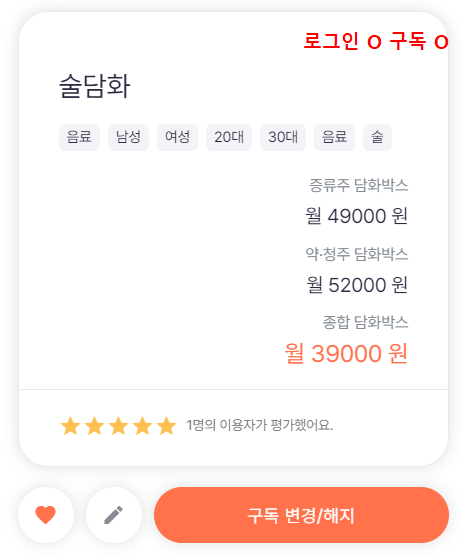 로그인 O 구독 O
술담화
음료 남성 여성 20대 30대 음료 술
증류주 담화박스
월 49000 원
약·청주 담화박스
월 52000 원
종합 담화박스
월 39000 원
1명의 이용자가 평가했어요.
구독 변경/해지